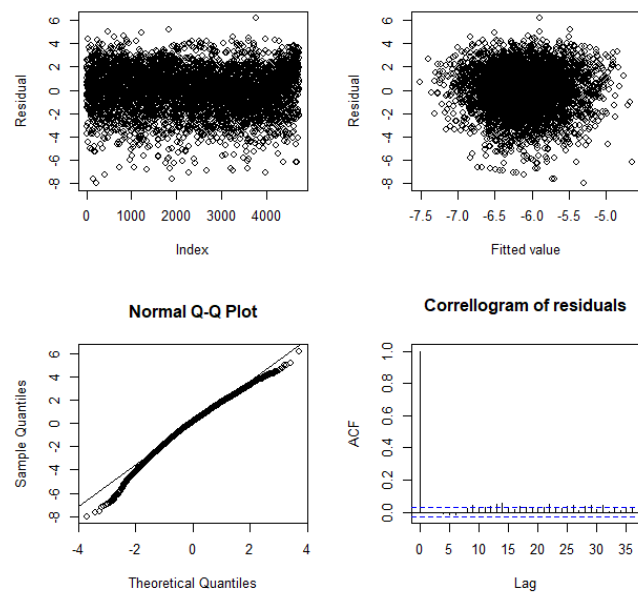 Residual
6
4
2
0
-2
-4
-6
-8
0 1000 2000 3000 4000
Index
Residual
6
4
2
0
-2
-4
-6
-8
-7.5 -7.0 -6.5 -6.0 -5.5 -5.0
Fitted value
Normal Q-Q Plot
Sample Quantiles
6
4
2
0
-2
-4
-6
-8
-4 -2 0 2 4
Theoretical Quantiles
Correllogram of residuals
ACF
1.0
0.8
0.6
0.4
0.2
0.0
0 5 10 15 20 25 30 35
Lag